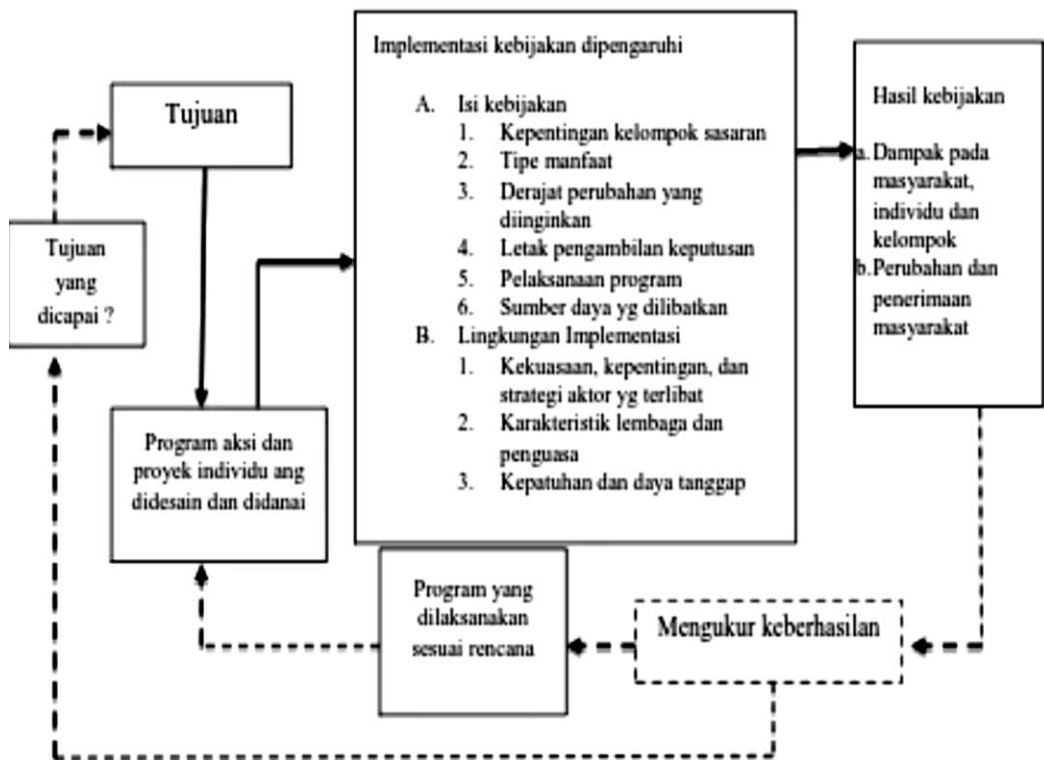 Tujuan
Tujuan
yang
dicapai ?
Program aksi dan
proyek individu ang
didesain dan didanai
Implementasi kebijakan dipengaruhi
A. Isi kebijakan
1. Kepentingan kelompok sasaran
2. Tipe manfaat
3. Derajat perubahan yang
diinginkan
4. Letak pengambilan keputusan
5. Pelaksanaan program
6. Sumber daya yg dilibatkan
B. Lingkungan Implementasi
1. Kekuasaan, kepentingan, dan
strategi aktor yg terlibat
2. Karakteristik lembaga dan
penguasa
3. Kepatuhan dan daya tanggap
Hasil kebijakan
a. Dampak pada
masyarakat,
individu dan
kelompok
b. Perubahan dan
penerimaan
masyarakat
Program yang
dilaksanakan
sesuai rencana
Mengukur keberhasilan